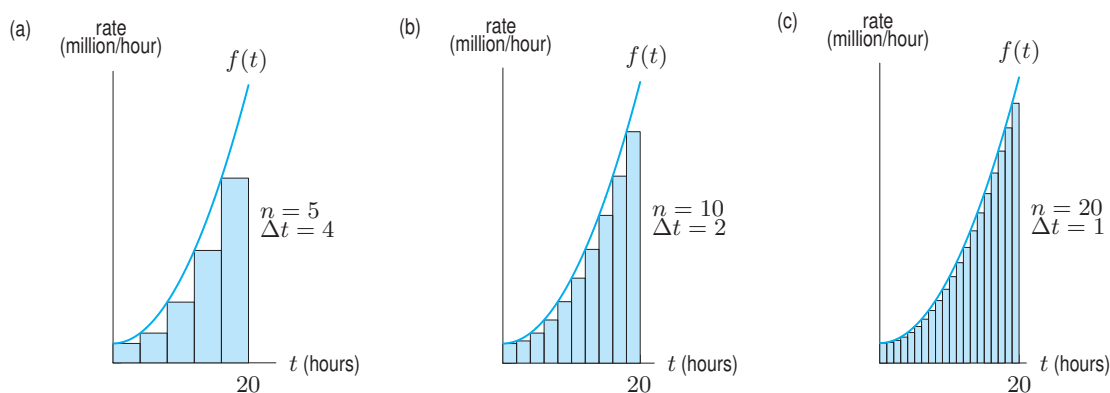 (a)
rate
(million/hour)
f(t)
n = 5
Δt = 4
t (hours)
20
(b)
rate
(million/hour)
f(t)
n = 10
Δt = 2
t (hours)
20
(c)
rate
(million/hour)
f(t)
n = 20
Δt = 1
t (hours)
20